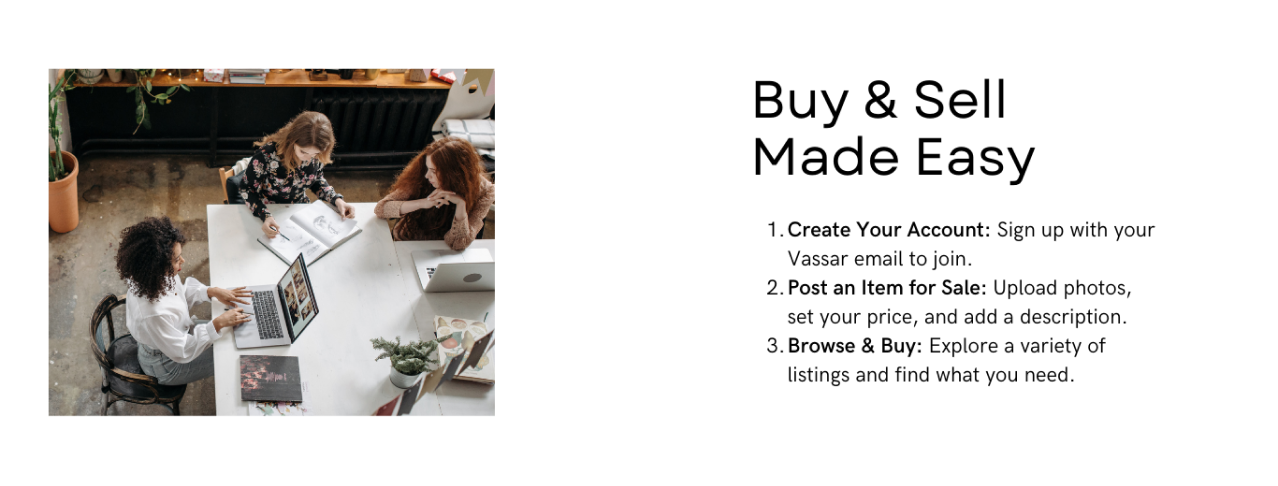 Buy & Sell
Made Easy
1. Create Your Account: Sign up with your
Vassar email to join.
2. Post an Item for Sale: Upload photos,
set your price, and add a description.
3. Browse & Buy: Explore a variety of
listings and find what you need.